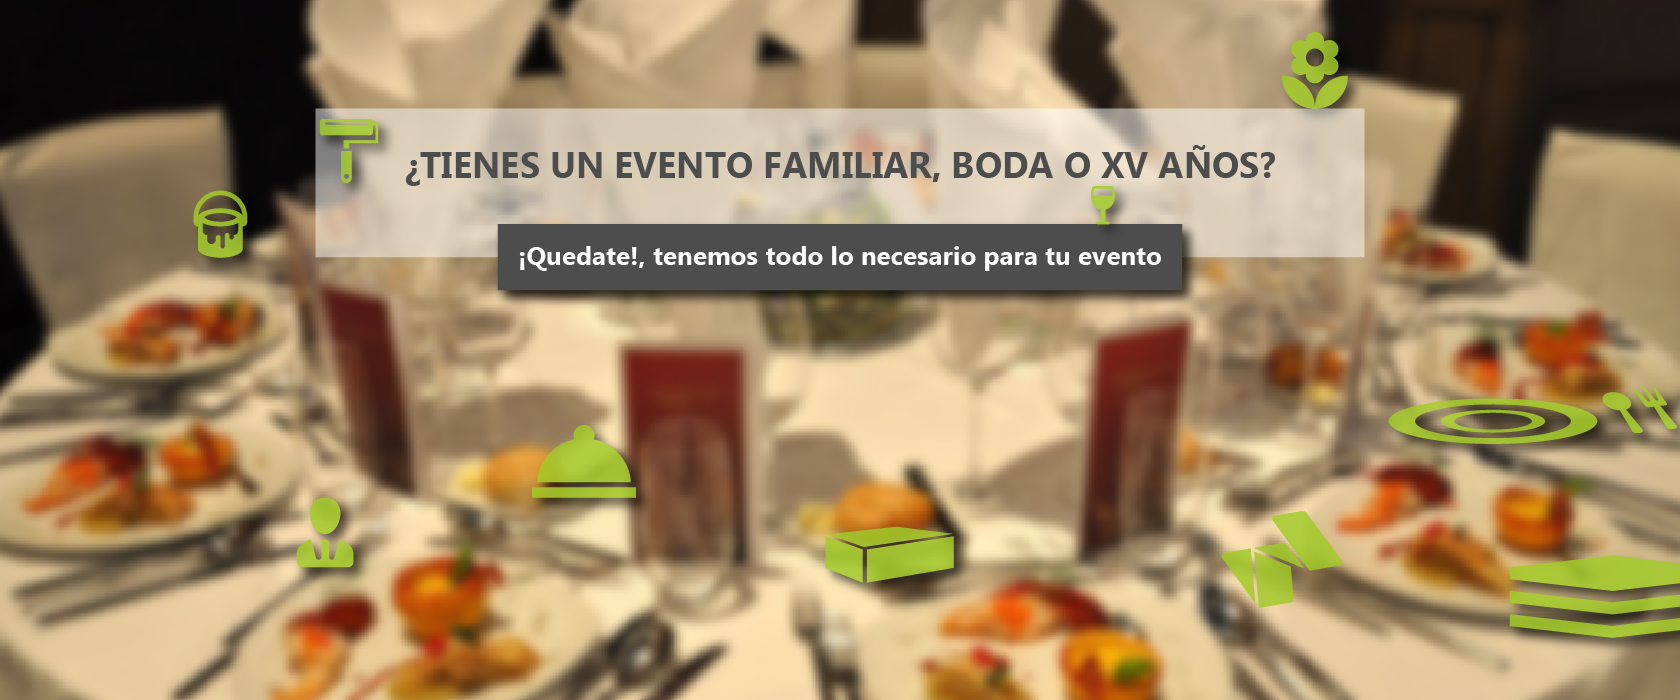 ¿TIENES UN EVENTO FAMILIAR, BODA O XV AÑOS?
¡Quedate!, tenemos todo lo necesario para tu evento